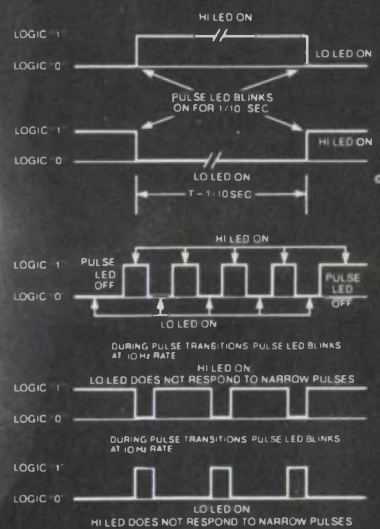 HI LED ON
LOGIC "1"
LO LED ON
LOGIC "0"
PULSE LED BLINKS
ON FOR 1/10 SEC
LOGIC 1
HI LED ON
LOGIC "0"
LO LED ON
T - 1·10 SEC
HI LED ON
LOGIC 1
PULSE
LED
OFF
PULSE
LED
OFF
LOGIC 0
LO LED ON
DURING PULSE TRANSITIONS PULSE LED BLINKS
AT 10 Hz RATE
HI LED ON
LO LED DOES NOT RESPOND TO NARROW PULSES
LOGIC 1
LOGIC 0
DURING PULSE TRANSITIONS PULSE LED BLINKS
AT 10 Hz RATE
LOGIC "1"
LOGIC 0
LO LED ON
HI LED DOES NOT RESPOND TO NARROW PULSES